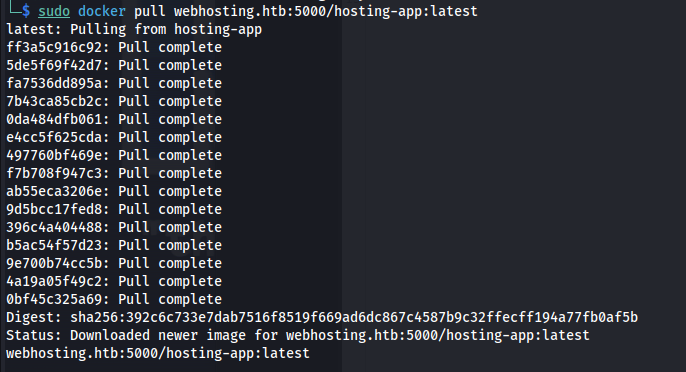 └─$ sudo docker pull webhosting.htb:5000/hosting-app:latest
latest: Pulling from hosting-app
ff3a5c916c92: Pull complete
5de5f69f42d7: Pull complete
fa7536dd895a: Pull complete
7b43ca85cb2c: Pull complete
0da484dfb061: Pull complete
e4cc5f625cda: Pull complete
497760bf469e: Pull complete
f7b708f947c3: Pull complete
ab55eca3206e: Pull complete
9d5bcc17fed8: Pull complete
396c4a404488: Pull complete
b5ac54f57d23: Pull complete
9e700b74cc5b: Pull complete
4a19a05f49c2: Pull complete
0bf45c325a69: Pull complete
Digest: sha256:392c6c733e7dab7516f8519f669ad6dc867c4587b9c32ffecff194a77fb0af5b
Status: Downloaded newer image for webhosting.htb:5000/hosting-app:latest
webhosting.htb:5000/hosting-app:latest